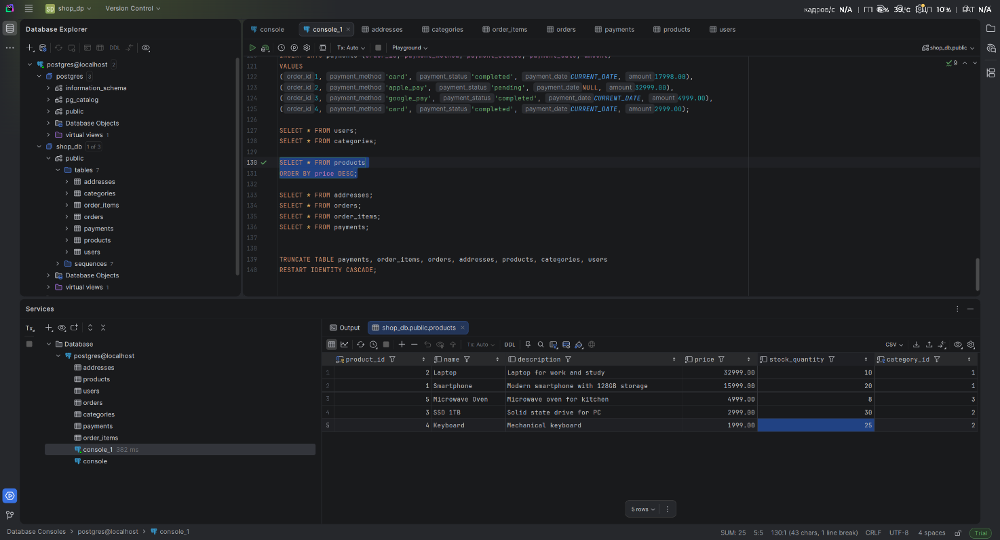 SD shop_dp Version Control
кадров/с N/A | ГП 6% 39°C | ЦП 10% | DАТ N/A
Database Explorer
DDL
postgres@localhost 2
postgres 3
information_schema
pg_catalog
public
Database Objects
virtual views 1
shop_db 1 of 3
public
tables 7
addresses
categories
order_items
orders
payments
products
users
sequences 7
Database Objects
virtual views 1
console console_1 addresses categories order_items orders payments products users
Tx: Auto Playground shop_db.public
9
121 VALUES
122 ( order_id 1, payment_method 'card', payment_status 'completed', payment_date CURRENT_DATE, amount 17998.00),
123 ( order_id 2, payment_method 'apple_pay', payment_status 'pending', payment_date NULL, amount 32999.00),
124 ( order_id 3, payment_method 'google_pay', payment_status 'completed', payment_date CURRENT_DATE, amount 4999.00),
125 ( order_id 4, payment_method 'card', payment_status 'completed', payment_date CURRENT_DATE, amount 2999.00);
126
127 SELECT * FROM users;
128 SELECT * FROM categories;
129
130 SELECT * FROM products
131 ORDER BY price DESC;
132
133 SELECT * FROM addresses;
134 SELECT * FROM orders;
135 SELECT * FROM order_items;
136 SELECT * FROM payments;
137
138
139 TRUNCATE TABLE payments, order_items, orders, addresses, products, categories, users
140 RESTART IDENTITY CASCADE;
Services
Tx
Database
postgres@localhost
addresses
products
users
orders
categories
payments
order_items
console_1 382 ms
console
Output shop_db.public.products
Tx: Auto DDL CSV
product_id name description price stock_quantity category_id
1 2 Laptop Laptop for work and study 32999.00 10 1
2 1 Smartphone Modern smartphone with 128GB storage 15999.00 20 1
3 5 Microwave Oven Microwave oven for kitchen 4999.00 8 3
4 3 SSD 1TB Solid state drive for PC 2999.00 30 2
5 4 Keyboard Mechanical keyboard 1999.00 25 2
5 rows
Database Consoles > postgres@localhost > console_1
SUM: 25 5:5 130:1 (43 chars, 1 line break) CRLF UTF-8 4 spaces Trial